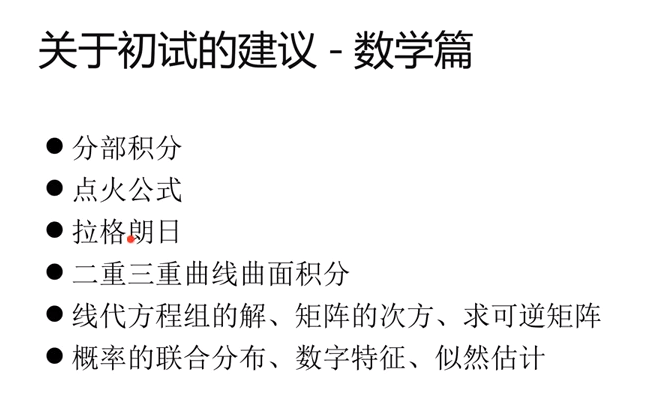 关于初试的建议 - 数学篇
● 分部积分
● 点火公式
● 拉格朗日
● 二重三重曲线曲面积分
● 线代方程组的解、矩阵的次方、求可逆矩阵
● 概率的联合分布、数字特征、似然估计